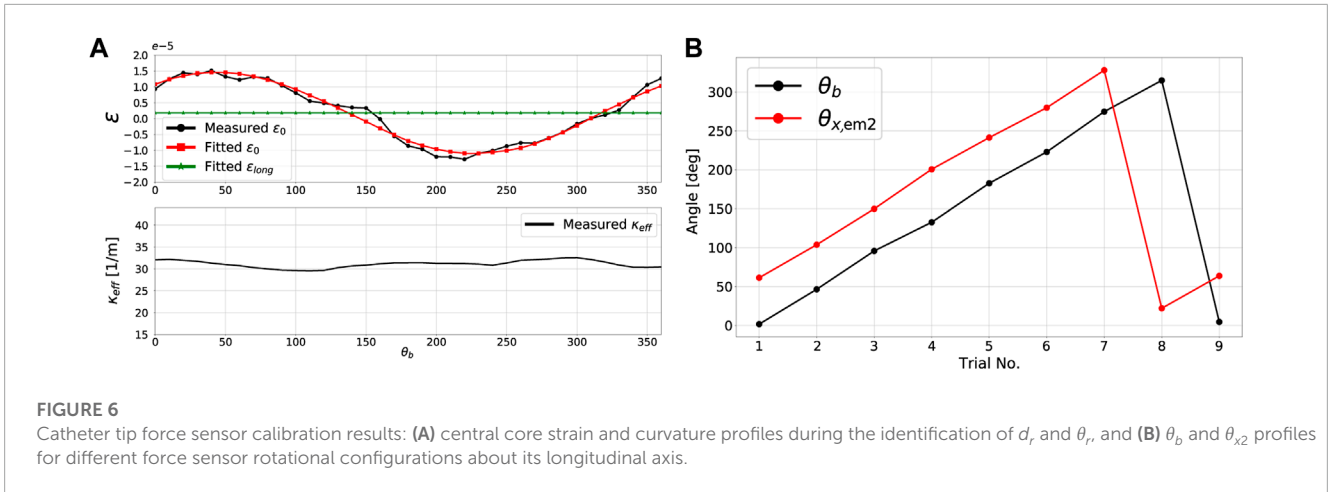 A
e−5
2.0
1.5
1.0
0.5
0.0
−0.5
−1.0
−1.5
−2.0
ε
Measured ε0
Fitted ε0
Fitted εlong
0 50 100 150 200 250 300 350
40
35
30
25
20
15
κeff [1/m]
Measured κeff
0 50 100 150 200 250 300 350
θb
B
θb
θx,em2
300
250
200
150
100
50
0
Angle [deg]
1 2 3 4 5 6 7 8 9
Trial No.
FIGURE 6
Catheter tip force sensor calibration results: (A) central core strain and curvature profiles during the identification of dr and θr, and (B) θb and θx2 profiles
for different force sensor rotational configurations about its longitudinal axis.